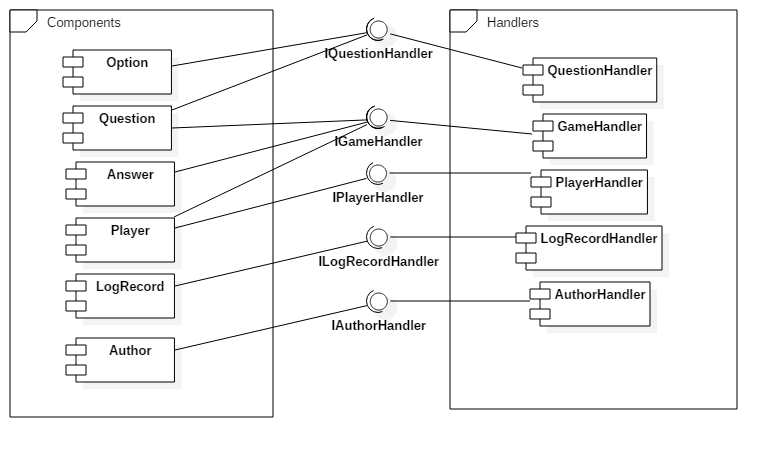 Components
Option
Question
Answer
Player
LogRecord
Author
IQuestionHandler
IGameHandler
IPlayerHandler
ILogRecordHandler
IAuthorHandler
Handlers
QuestionHandler
GameHandler
PlayerHandler
LogRecordHandler
AuthorHandler